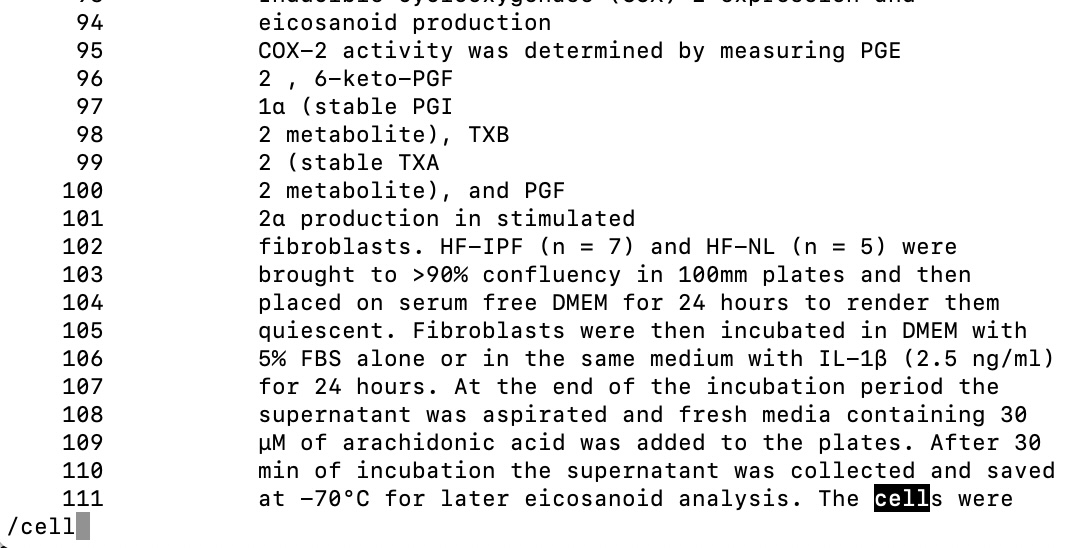 94 eicosanoid production
95 COX-2 activity was determined by measuring PGE
96 2 , 6-keto-PGF
97 1α (stable PGI
98 2 metabolite), TXB
99 2 (stable TXA
100 2 metabolite), and PGF
101 2α production in stimulated
102 fibroblasts. HF-IPF (n = 7) and HF-NL (n = 5) were
103 brought to >90% confluency in 100mm plates and then
104 placed on serum free DMEM for 24 hours to render them
105 quiescent. Fibroblasts were then incubated in DMEM with
106 5% FBS alone or in the same medium with IL-1β (2.5 ng/ml)
107 for 24 hours. At the end of the incubation period the
108 supernatant was aspirated and fresh media containing 30
109 μM of arachidonic acid was added to the plates. After 30
110 min of incubation the supernatant was collected and saved
111 at -70°C for later eicosanoid analysis. The cells were
/cell